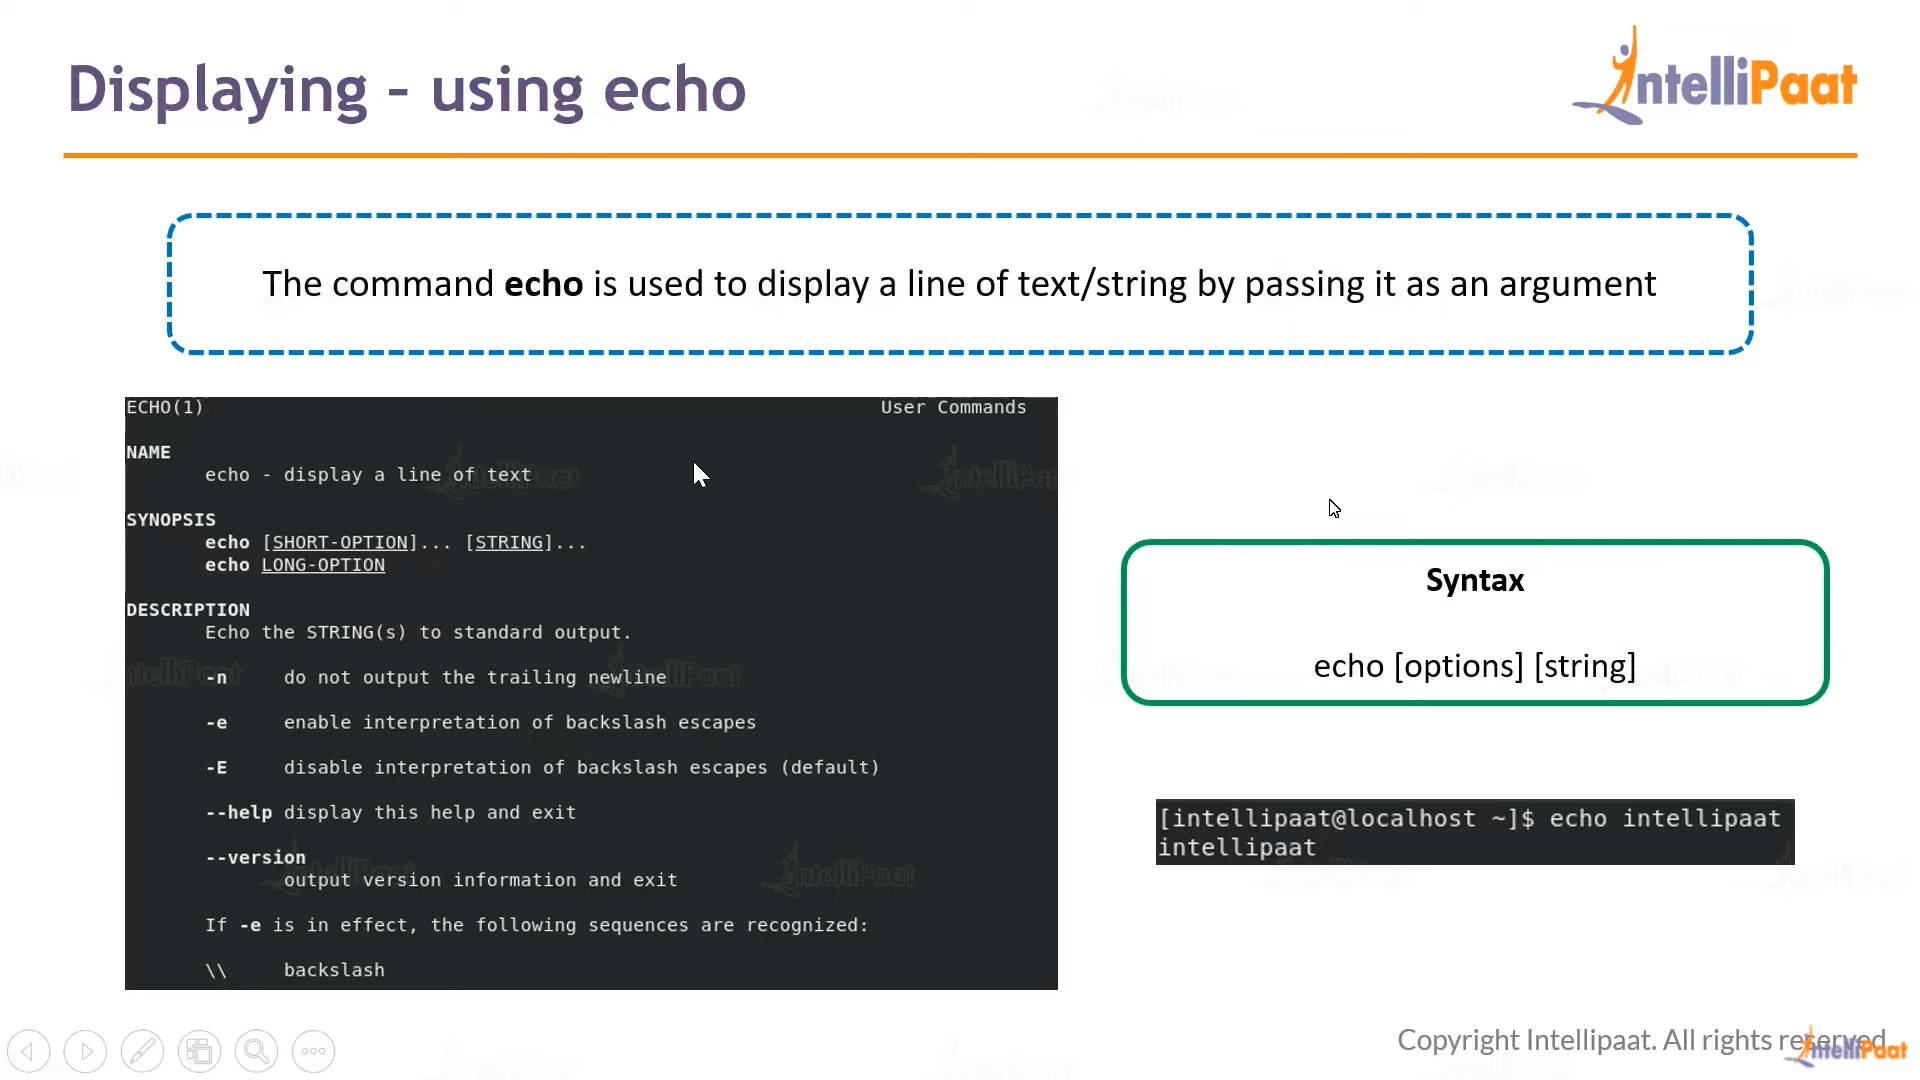 Displaying - using echo
IntelliPaat
The command echo is used to display a line of text/string by passing it as an argument
ECHO(1) User Commands
NAME
echo - display a line of text
SYNOPSIS
echo [SHORT-OPTION]... [STRING]...
echo LONG-OPTION
DESCRIPTION
Echo the STRING(s) to standard output.
-n do not output the trailing newline
-e enable interpretation of backslash escapes
-E disable interpretation of backslash escapes (default)
--help display this help and exit
--version
output version information and exit
If -e is in effect, the following sequences are recognized:
\\ backslash
Syntax
echo [options] [string]
[intellipaat@localhost ~]$ echo intellipaat
intellipaat
Copyright Intellipaat. All rights reserved.
IntelliPaat